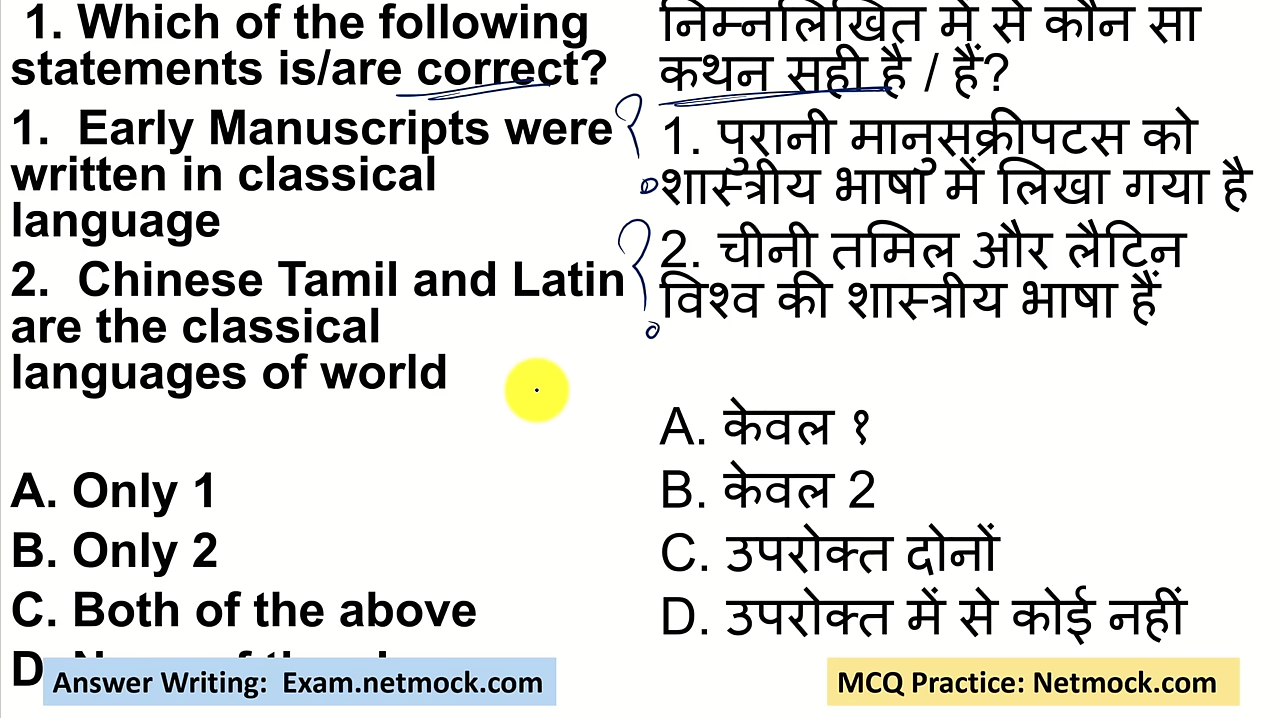 1. Which of the following
statements is/are correct?
1. Early Manuscripts were
written in classical
language
2. Chinese Tamil and Latin
are the classical
languages of world
A. Only 1
B. Only 2
C. Both of the above
D.
निम्नलिखित में से कौन सा
कथन सही है / हैं?
1. पुरानी मानुसक्रीपटस को
शास्त्रीय भाषा में लिखा गया है
2. चीनी तमिल और लैटिन
विश्व की शास्त्रीय भाषा हैं
A. केवल १
B. केवल 2
C. उपरोक्त दोनों
D. उपरोक्त में से कोई नहीं
Answer Writing: Exam.netmock.com
MCQ Practice: Netmock.com